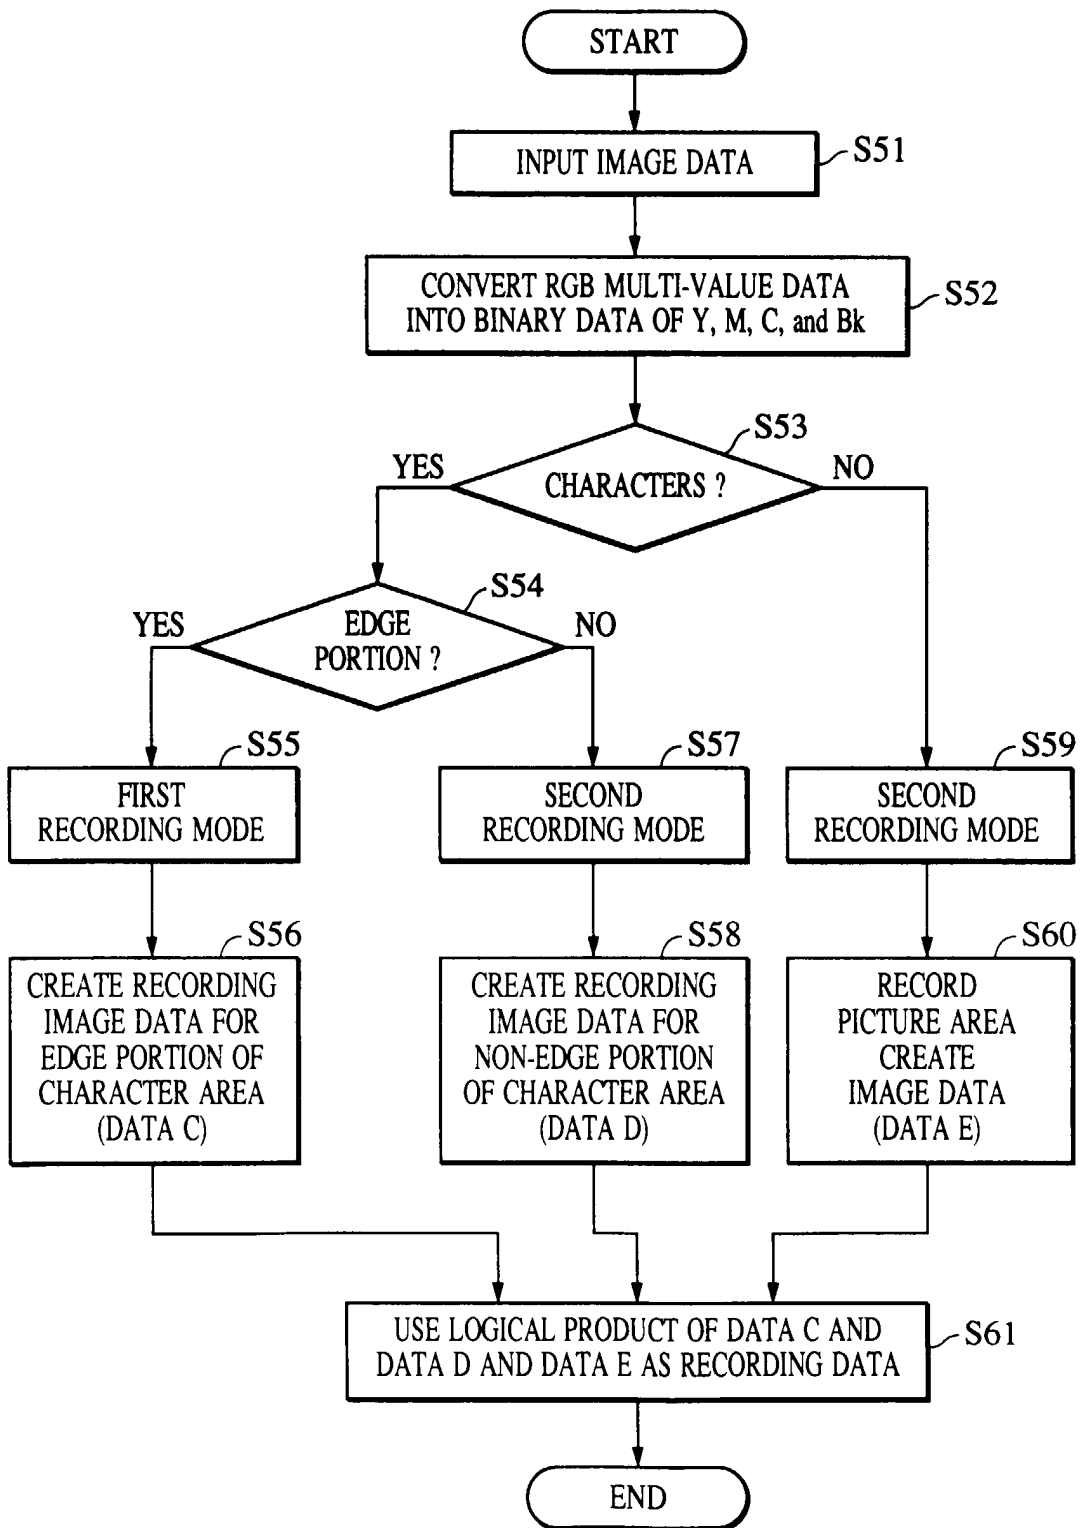 START
INPUT IMAGE DATA
S51
CONVERT RGB MULTI-VALUE DATA
INTO BINARY DATA OF Y, M, C, and Bk
S52
S53
YES
CHARACTERS ?
NO
S54
YES
EDGE
PORTION ?
NO
S55
FIRST
RECORDING MODE
S57
SECOND
RECORDING MODE
S59
SECOND
RECORDING MODE
S56
CREATE RECORDING
IMAGE DATA FOR
EDGE PORTION OF
CHARACTER AREA
(DATA C)
S58
CREATE RECORDING
IMAGE DATA FOR
NON-EDGE PORTION
OF CHARACTER AREA
(DATA D)
S60
RECORD
PICTURE AREA
CREATE
IMAGE DATA
(DATA E)
USE LOGICAL PRODUCT OF DATA C AND
DATA D AND DATA E AS RECORDING DATA
S61
END